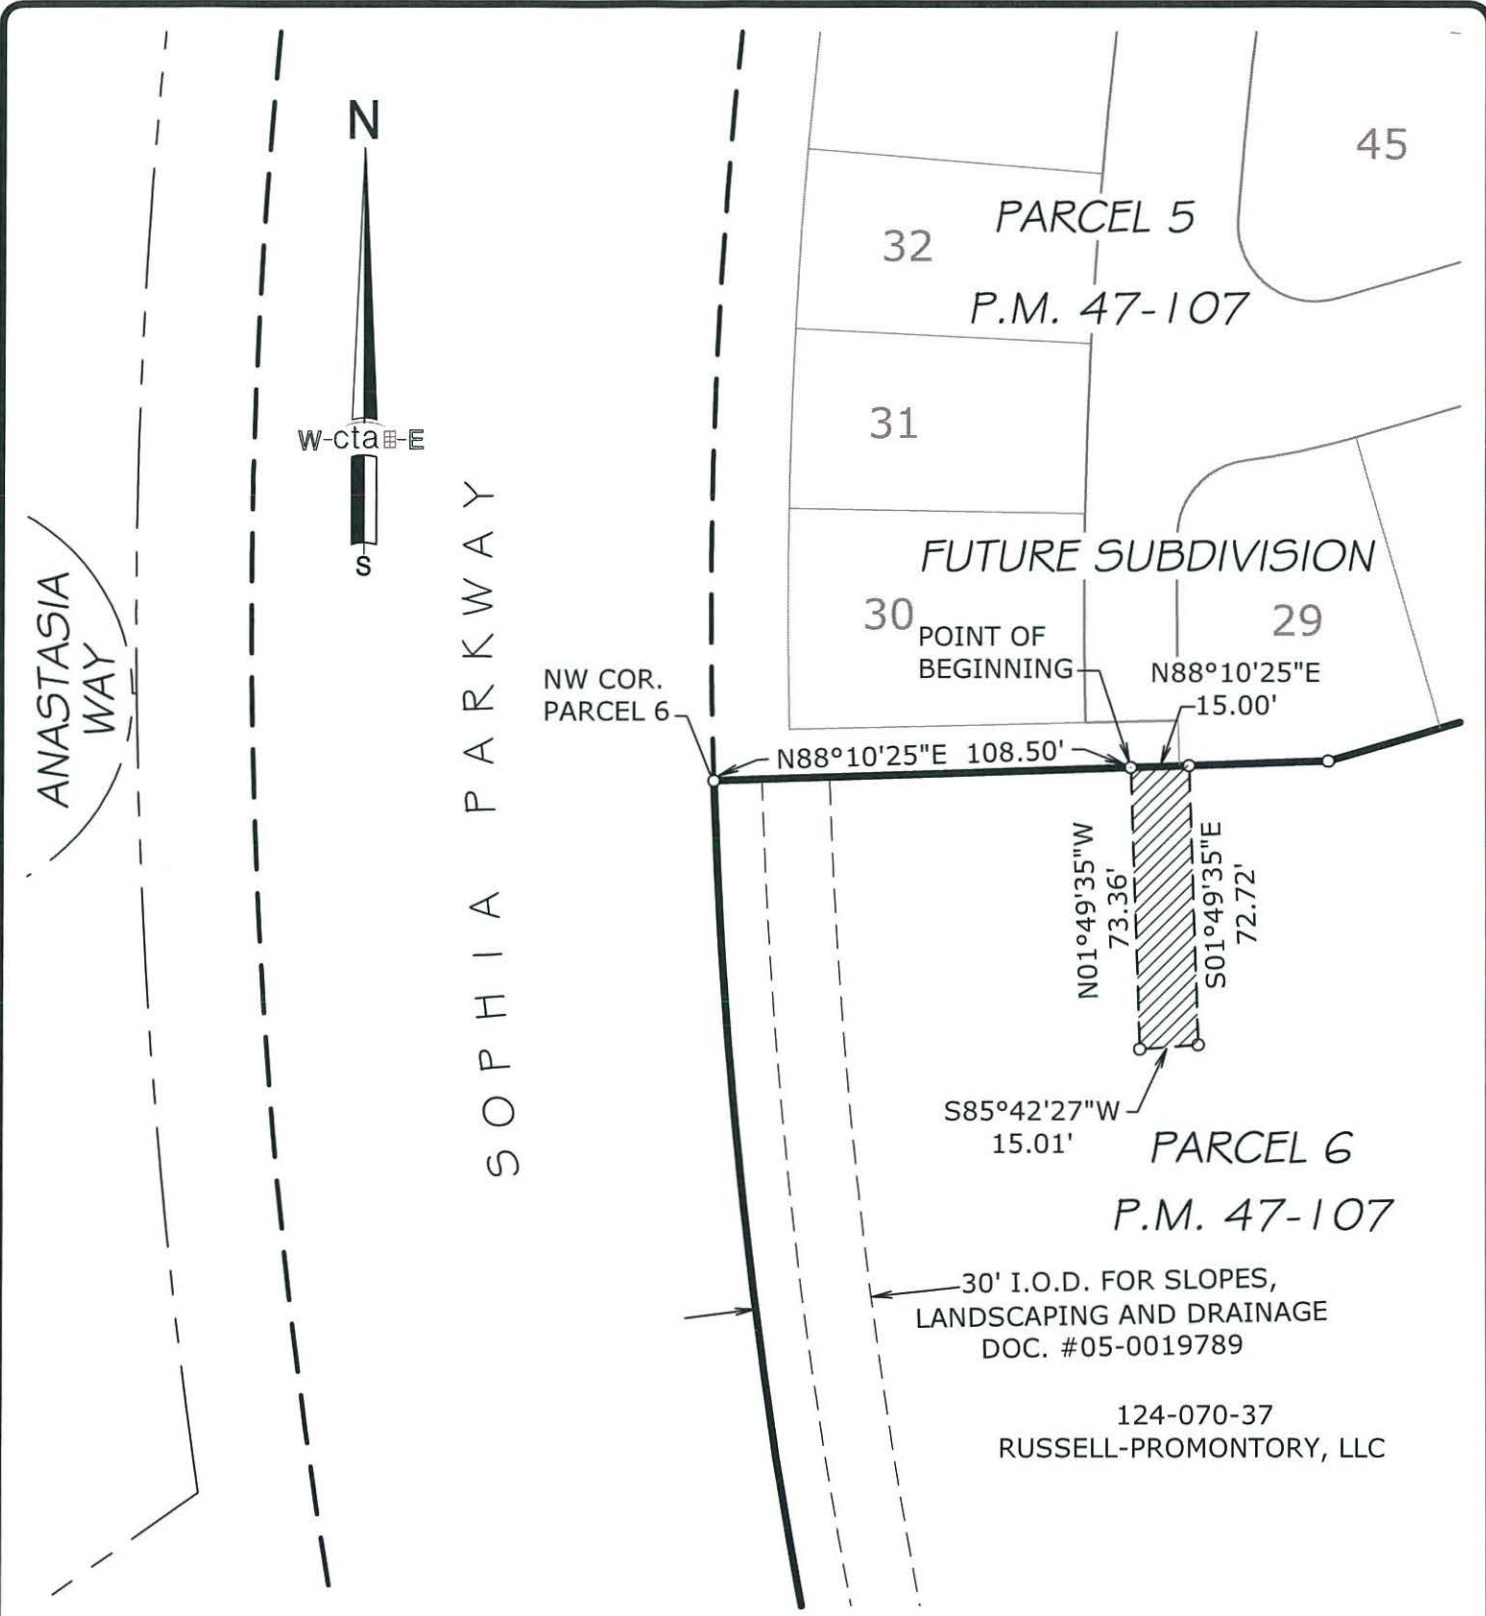 N
W-cta-E
S
45
PARCEL 5
P.M. 47-107
32
31
FUTURE SUBDIVISION
30
29
POINT OF
BEGINNING
N88°10'25"E
15.00'
NW COR.
PARCEL 6
N88°10'25"E 108.50'
ANASTASIA
WAY
SOPHIA PARKWAY
N01°49'35"W
73.36'
S01°49'35"E
72.72'
S85°42'27"W
15.01'
PARCEL 6
P.M. 47-107
30' I.O.D. FOR SLOPES,
LANDSCAPING AND DRAINAGE
DOC. #05-0019789
124-070-37
RUSSELL-PROMONTORY, LLC